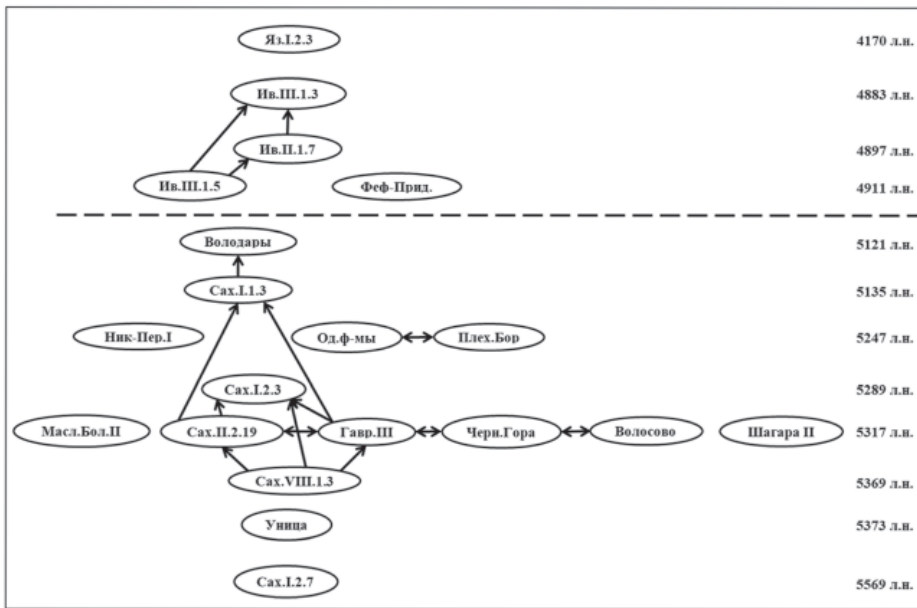 Яз.I.2.3 4170 л.н.
Ив.III.1.3 4883 л.н.
Ив.II.1.7 4897 л.н.
Ив.III.1.5 Феф-Прид. 4911 л.н.
Володары 5121 л.н.
Сах.I.1.3 5135 л.н.
Ник-Пер.I Од.ф-мы Плех.Бор 5247 л.н.
Сах.I.2.3 5289 л.н.
Масл.Бол.II Сах.II.2.19 Гавр.III Черн.Гора Волосово Шагара II 5317 л.н.
Сах.VIII.1.3 5369 л.н.
Уница 5373 л.н.
Сах.I.2.7 5569 л.н.